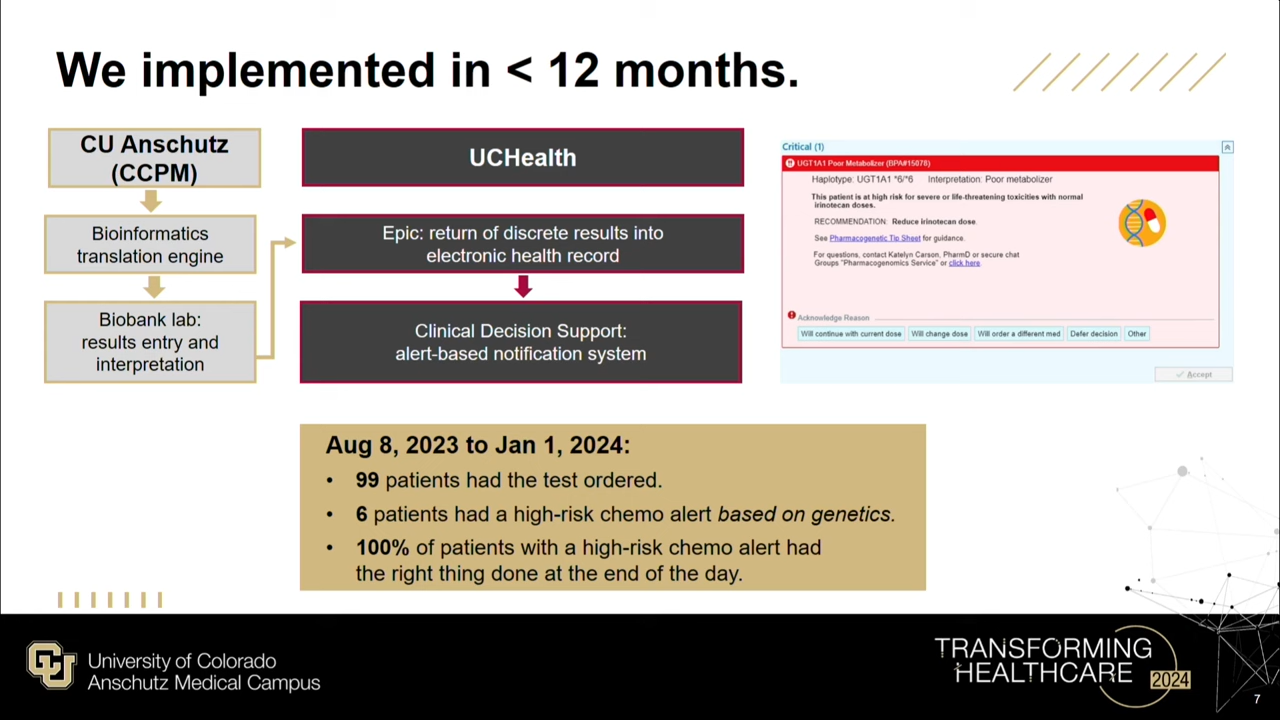 We implemented in < 12 months.
CU Anschutz
(CCPM)
Bioinformatics
translation engine
Biobank lab:
results entry and
interpretation
UCHealth
Epic: return of discrete results into
electronic health record
Clinical Decision Support:
alert-based notification system
Critical (1)
UGT1A1 Poor Metabolizer (BPA#15078)
Haplotype: UGT1A1 *6/*6 Interpretation: Poor metabolizer
This patient is at high risk for severe or life-threatening toxicities with normal
irinotecan doses.
RECOMMENDATION: Reduce irinotecan dose.
See Pharmacogenetic Tip Sheet for guidance.
For questions, contact Katelyn Carson, PharmD or secure chat
Groups "Pharmacogenomics Service" or click here.
Acknowledge Reason
Will continue with current dose Will change dose Will order a different med Defer decision Other
Accept
Aug 8, 2023 to Jan 1, 2024:
• 99 patients had the test ordered.
• 6 patients had a high-risk chemo alert based on genetics.
• 100% of patients with a high-risk chemo alert had
the right thing done at the end of the day.
CU
University of Colorado
Anschutz Medical Campus
TRANSFORMING
HEALTHCARE
2024
7